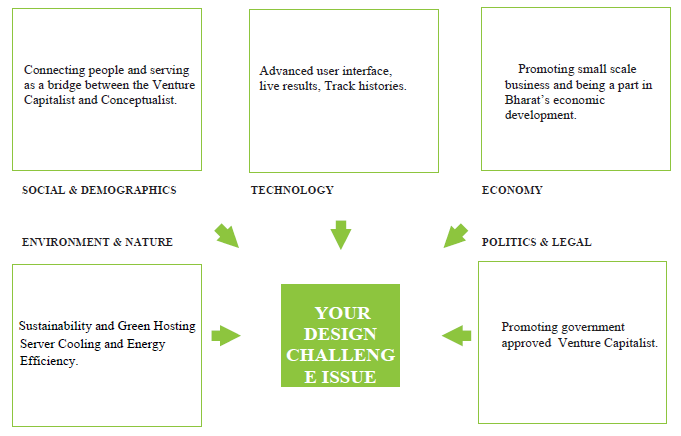 Connecting people and serving
as a bridge between the Venture
Capitalist and Conceptualist.
Advanced user interface,
live results, Track histories.
Promoting small scale
business and being a part in
Bharat’s economic
development.
SOCIAL & DEMOGRAPHICS
TECHNOLOGY
ECONOMY
ENVIRONMENT & NATURE
POLITICS & LEGAL
Sustainability and Green Hosting
Server Cooling and Energy
Efficiency.
YOUR
DESIGN
CHALLENG
E ISSUE
Promoting government
approved Venture Capitalist.